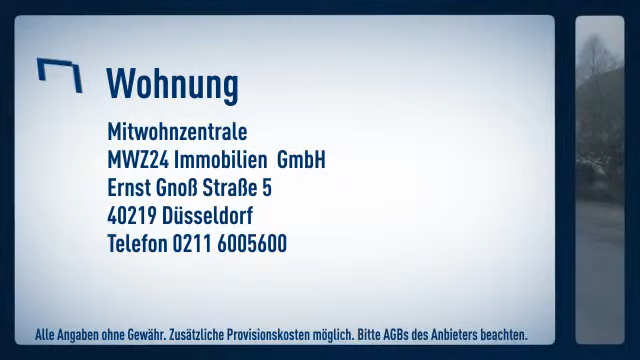 Wohnung
Mitwohnzentrale
MWZ24 Immobilien GmbH
Ernst Gnoß Straße 5
40219 Düsseldorf
Telefon 0211 6005600
Alle Angaben ohne Gewähr. Zusätzliche Provisionskosten möglich. Bitte AGBs des Anbieters beachten.